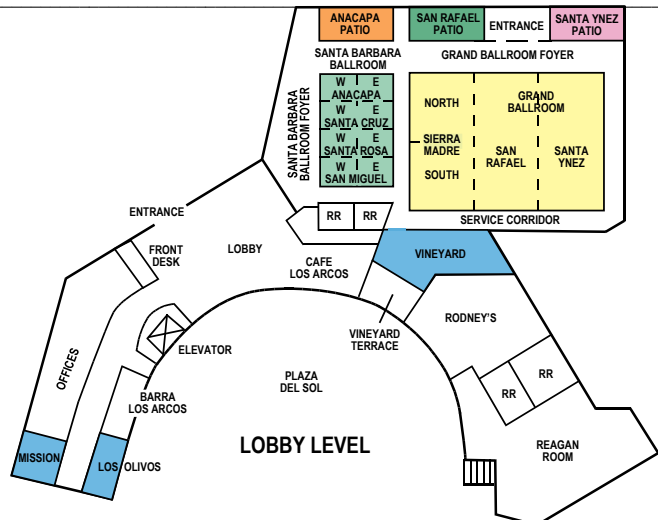 ANACAPA
PATIO
SAN RAFAEL
PATIO
ENTRANCE
SANTA YNEZ
PATIO
SANTA BARBARA
BALLROOM
GRAND BALLROOM FOYER
SANTA BARBARA
BALLROOM FOYER
W E
ANACAPA
W E
SANTA CRUZ
W E
SANTA ROSA
W E
SAN MIGUEL
NORTH
SIERRA
MADRE
SOUTH
GRAND
BALLROOM
SAN
RAFAEL
SANTA
YNEZ
SERVICE CORRIDOR
RR
RR
ENTRANCE
FRONT
DESK
LOBBY
CAFE
LOS ARCOS
VINEYARD
VINEYARD
TERRACE
RODNEY'S
ELEVATOR
OFFICES
BARRA
LOS ARCOS
PLAZA
DEL SOL
RR
RR
REAGAN
ROOM
LOBBY LEVEL
MISSION
LOS OLIVOS